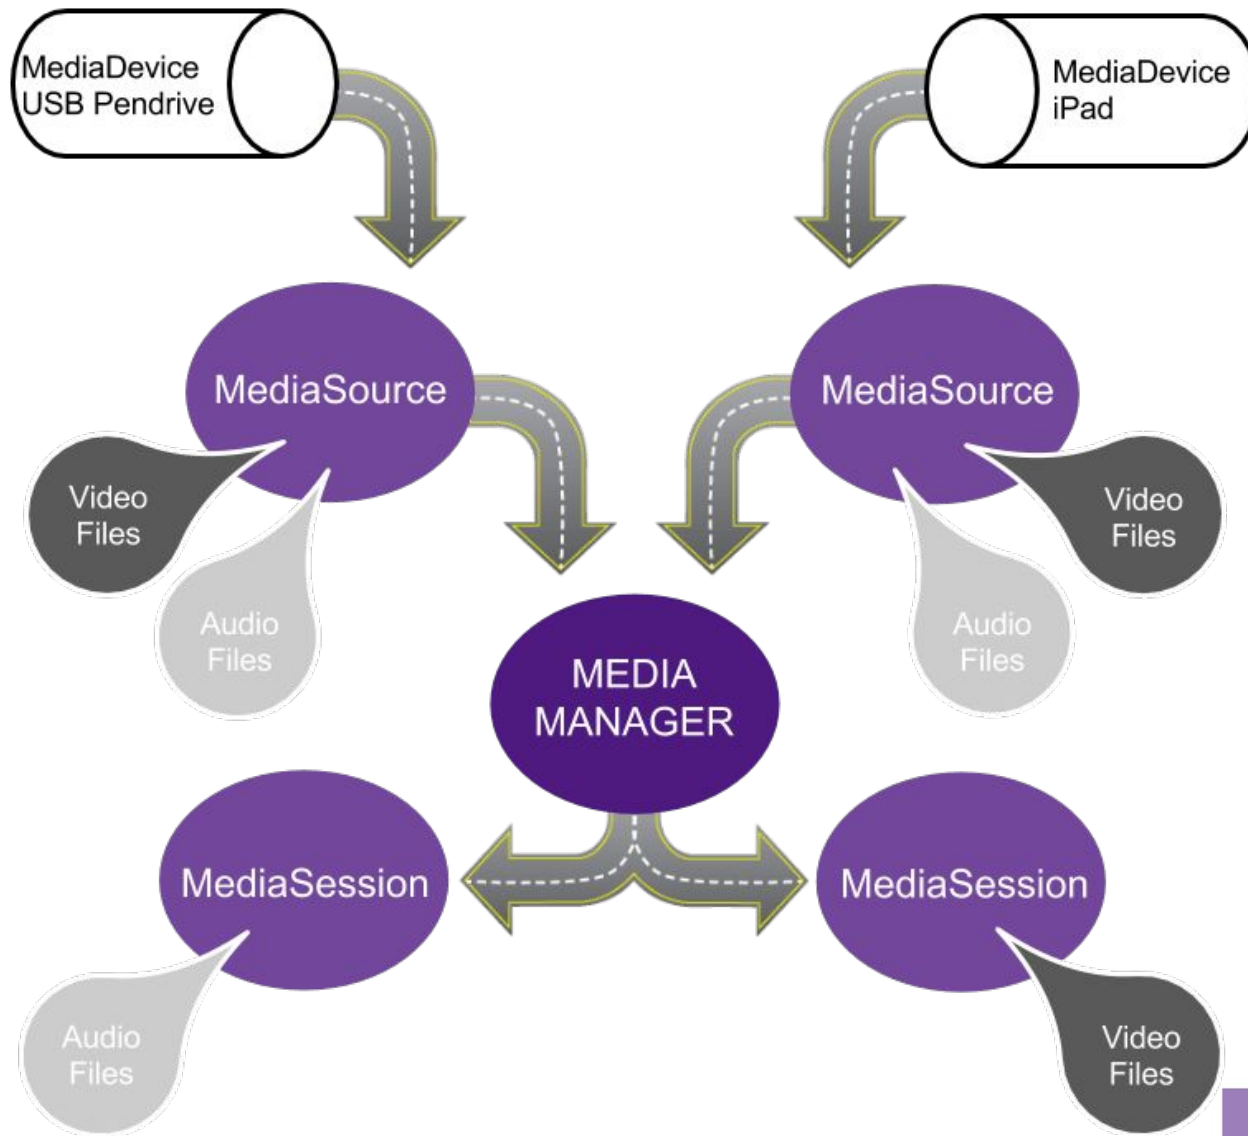 MediaDevice
USB Pendrive
MediaDevice
iPad
MediaSource
MediaSource
Video
Files
Audio
Files
Video
Files
Audio
Files
MEDIA
MANAGER
MediaSession
MediaSession
Audio
Files
Video
Files